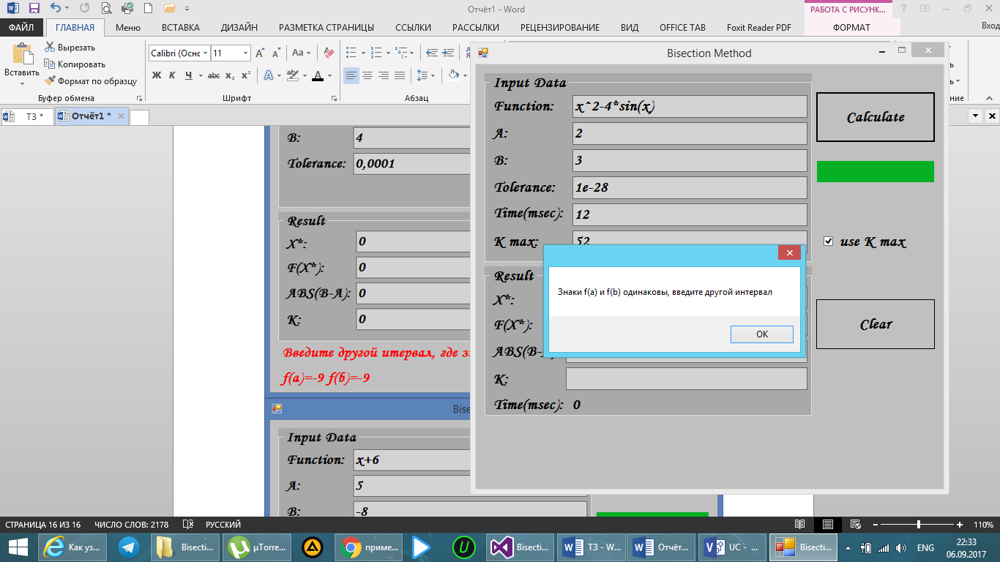 Отчёт1 - Word
РАБОТА С РИСУНК...
ФАЙЛ ГЛАВНАЯ Меню ВСТАВКА ДИЗАЙН РАЗМЕТКА СТРАНИЦЫ ССЫЛКИ РАССЫЛКИ РЕЦЕНЗИРОВАНИЕ ВИД OFFICE TAB Foxit Reader PDF ФОРМАТ Вход
Вставить
Вырезать
Копировать
Формат по образцу
Буфер обмена
Calibri (Оснс 11
Ж К Ч abc x₂ x²
Шрифт
Абзац
ТЗ *
Отчёт1 *
B: 4
Tolerance: 0,0001
Result
X*: 0
F(X*): 0
ABS(B-A): 0
K: 0
Введите другой итервал, где з
f(a)=-9 f(b)=-9
Bise
Input Data
Function: x+6
A: 5
B: -8
Bisection Method
Input Data
Function: x^2-4*sin(x)
A: 2
B: 3
Tolerance: 1e-28
Time(msec): 12
K max: 52
Calculate
use K max
Clear
Result
X*:
F(X*):
ABS(B-
K:
Time(msec): 0
Знаки f(a) и f(b) одинаковы, введите другой интервал
OK
СТРАНИЦА 16 ИЗ 16 ЧИСЛО СЛОВ: 2178 РУССКИЙ
110%
Как уз...
Bisecti...
µTorre...
приме...
Bisecti...
ТЗ - W...
Отчёт...
UC - ...
Bisecti...
ENG
22:33
06.09.2017